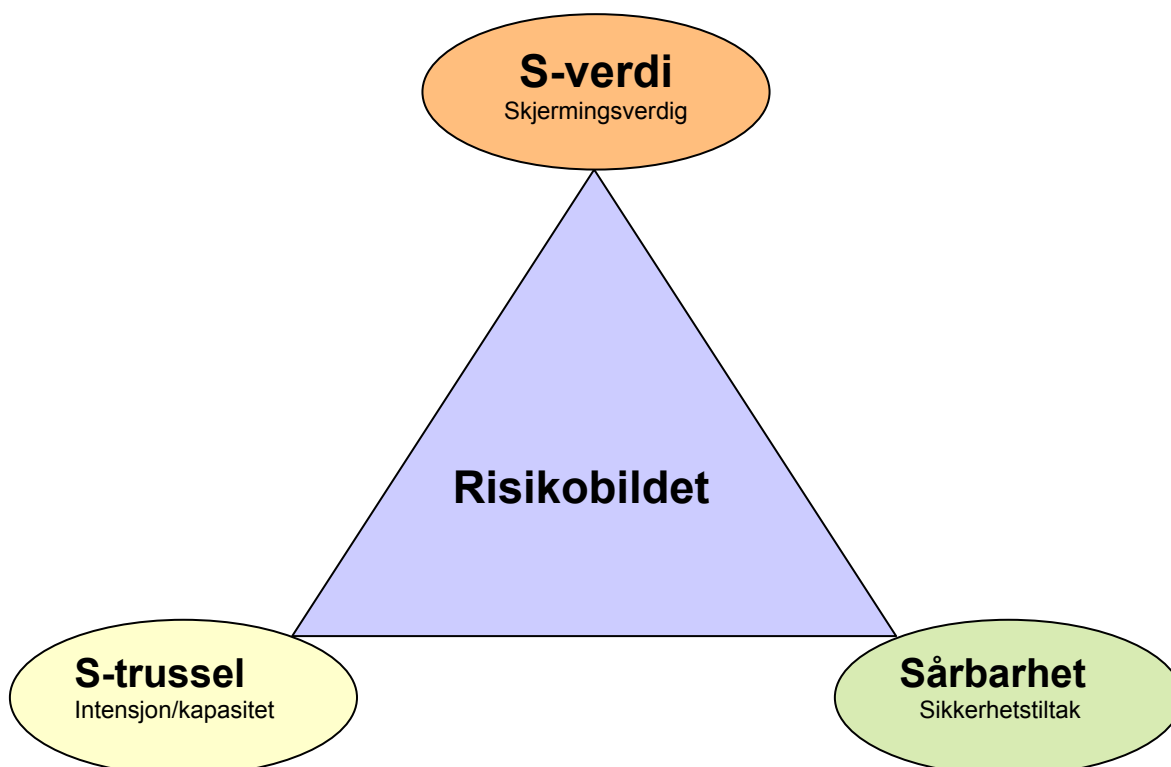 S-verdi
Skjermingsverdig
Risikobildet
S-trussel
Intensjon/kapasitet
Sårbarhet
Sikkerhetstiltak